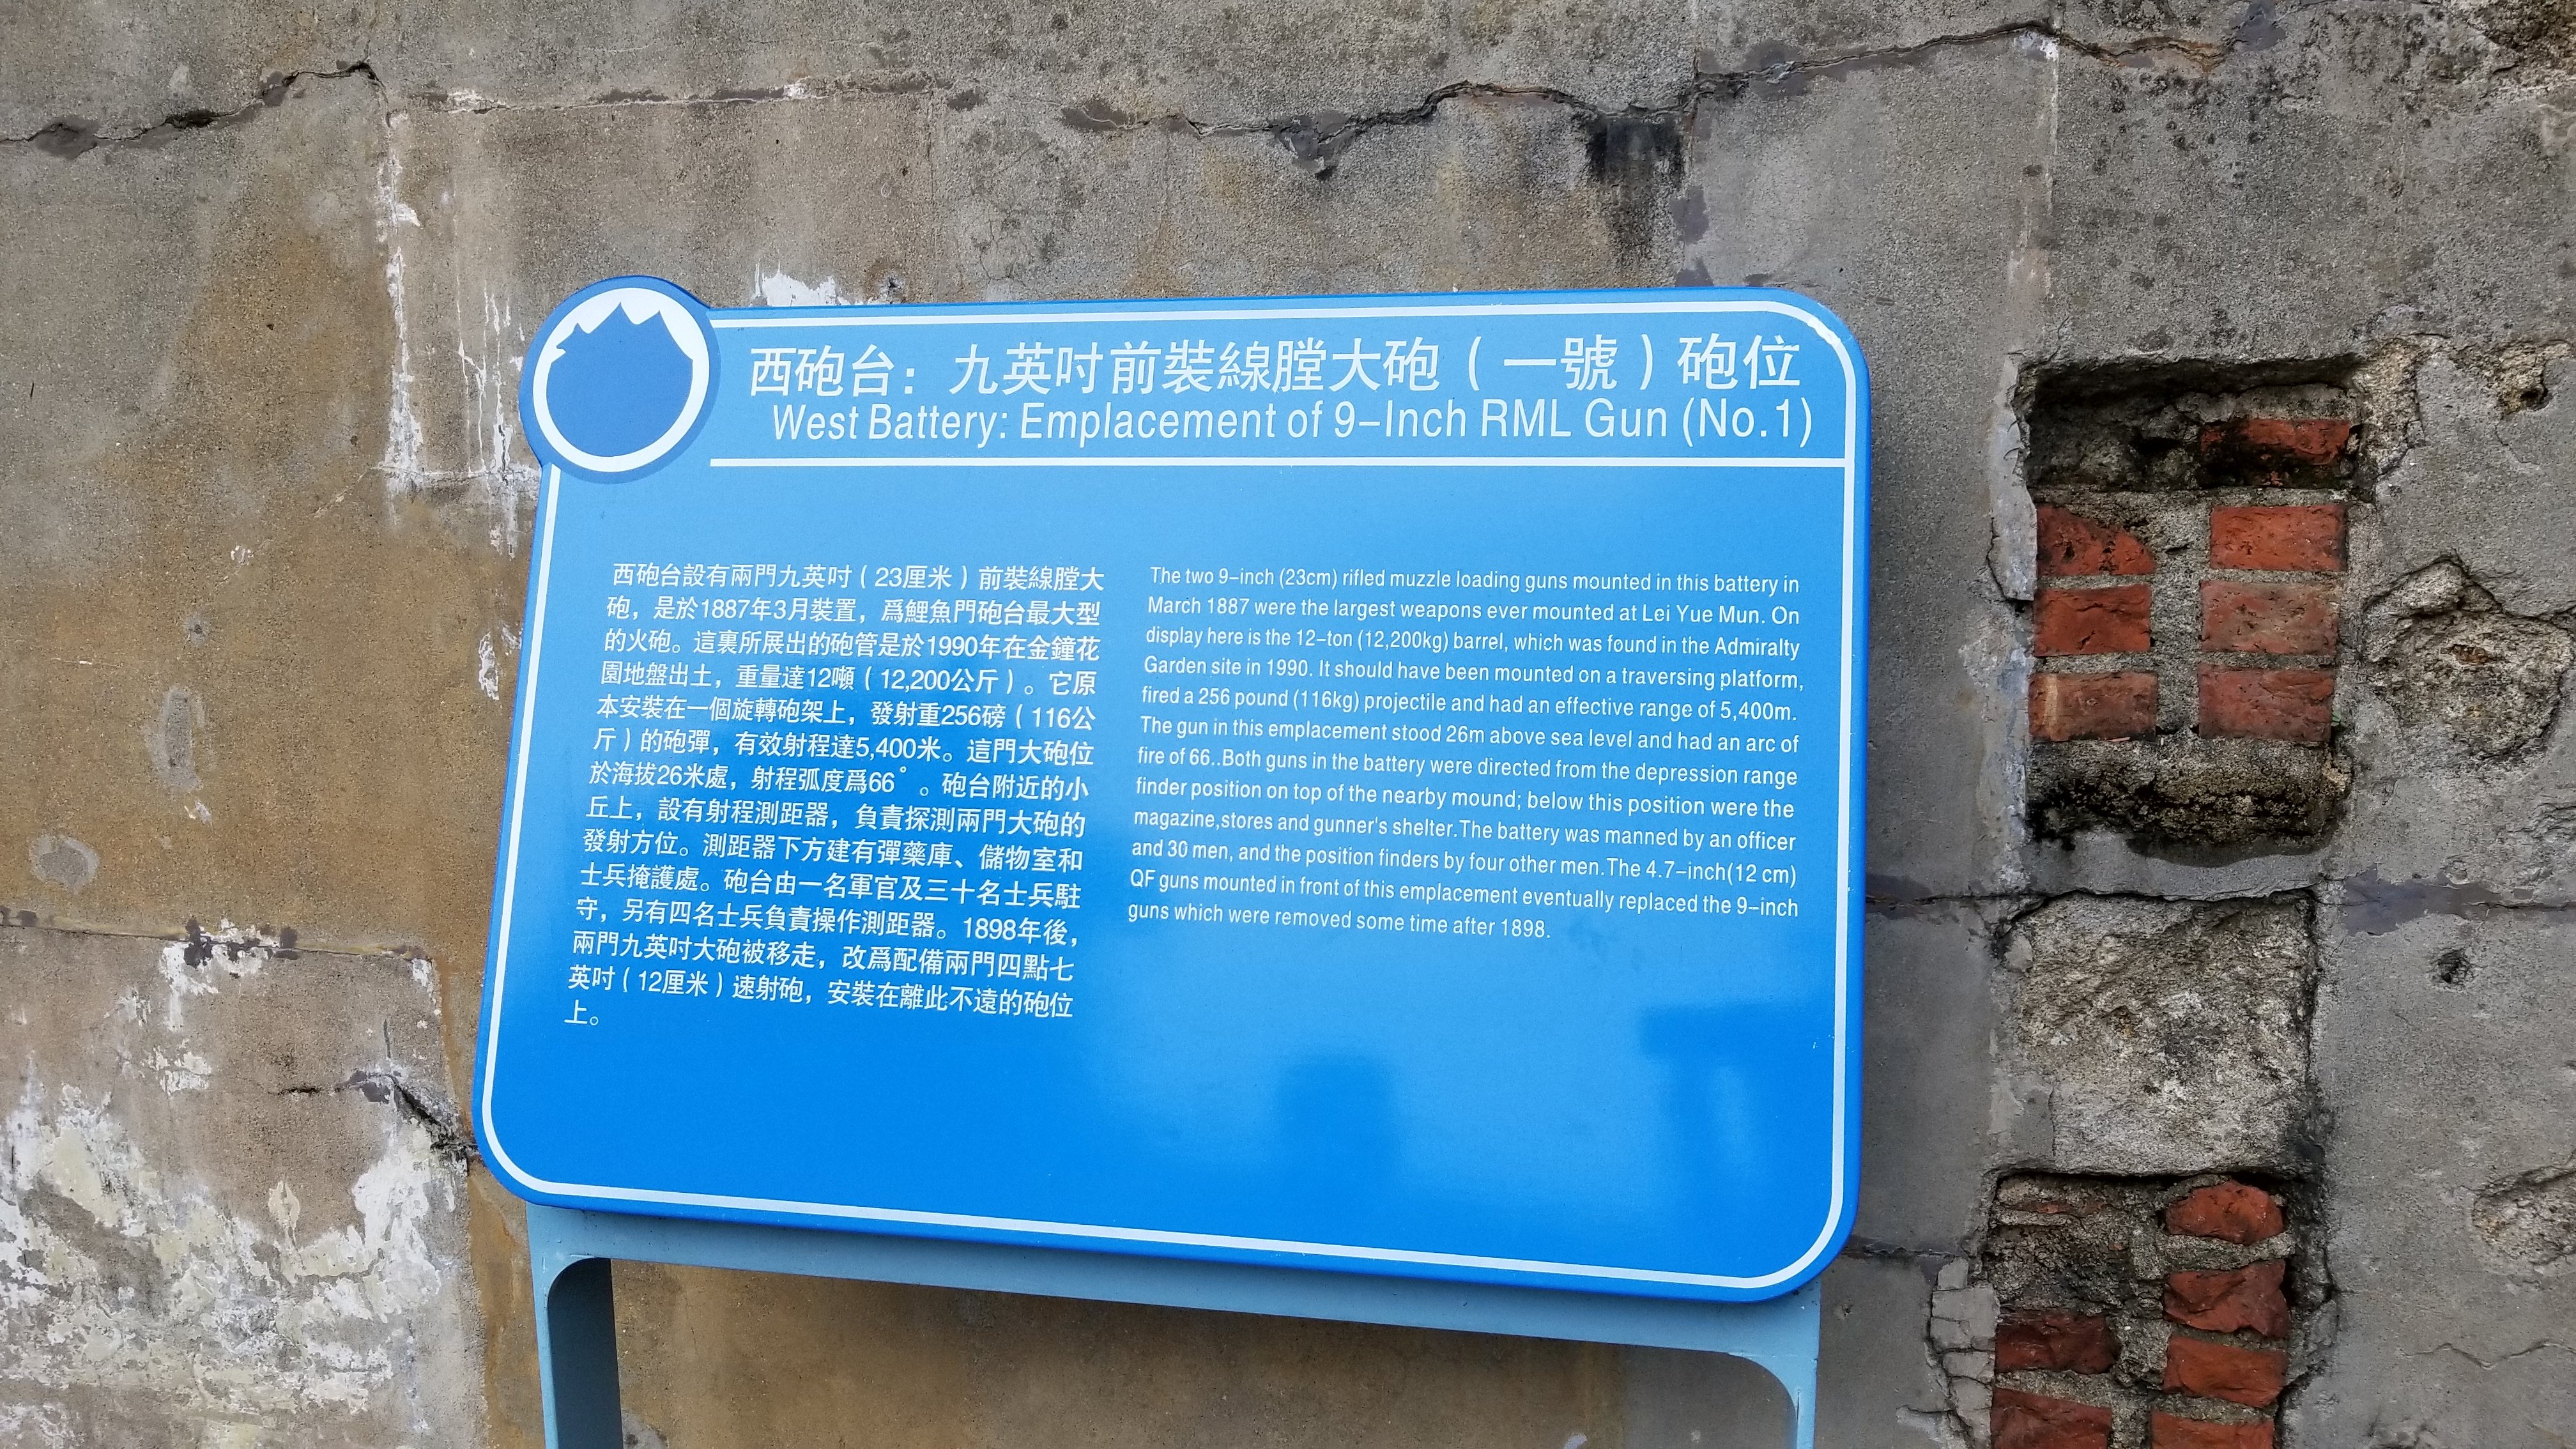 西砲台：九英吋前裝線膛大砲（一號）砲位
West Battery: Emplacement of 9-Inch RML Gun (No.1)
西砲台設有兩門九英吋（23厘米）前裝線膛大
砲，是於1887年3月裝置，爲鯉魚門砲台最大型
的火砲。這裏所展出的砲管是於1990年在金鐘花
園地盤出土，重量達12噸（12,200公斤）。它原
本安裝在一個旋轉砲架上，發射重256磅（116公
斤）的砲彈，有效射程達5,400米。這門大砲位
於海拔26米處，射程弧度爲66°。砲台附近的小
丘上，設有射程測距器，負責探測兩門大砲的
發射方位。測距器下方建有彈藥庫、儲物室和
士兵掩護處。砲台由一名軍官及三十名士兵駐
守，另有四名士兵負責操作測距器。1898年後，
兩門九英吋大砲被移走，改爲配備兩門四點七
英吋（12厘米）速射砲，安裝在離此不遠的砲位
上。
The two 9-inch (23cm) rifled muzzle loading guns mounted in this battery in
March 1887 were the largest weapons ever mounted at Lei Yue Mun. On
display here is the 12-ton (12,200kg) barrel, which was found in the Admiralty
Garden site in 1990. It should have been mounted on a traversing platform,
fired a 256 pound (116kg) projectile and had an effective range of 5,400m.
The gun in this emplacement stood 26m above sea level and had an arc of
fire of 66..Both guns in the battery were directed from the depression range
finder position on top of the nearby mound; below this position were the
magazine,stores and gunner's shelter.The battery was manned by an officer
and 30 men, and the position finders by four other men.The 4.7-inch(12 cm)
QF guns mounted in front of this emplacement eventually replaced the 9-inch
guns which were removed some time after 1898.